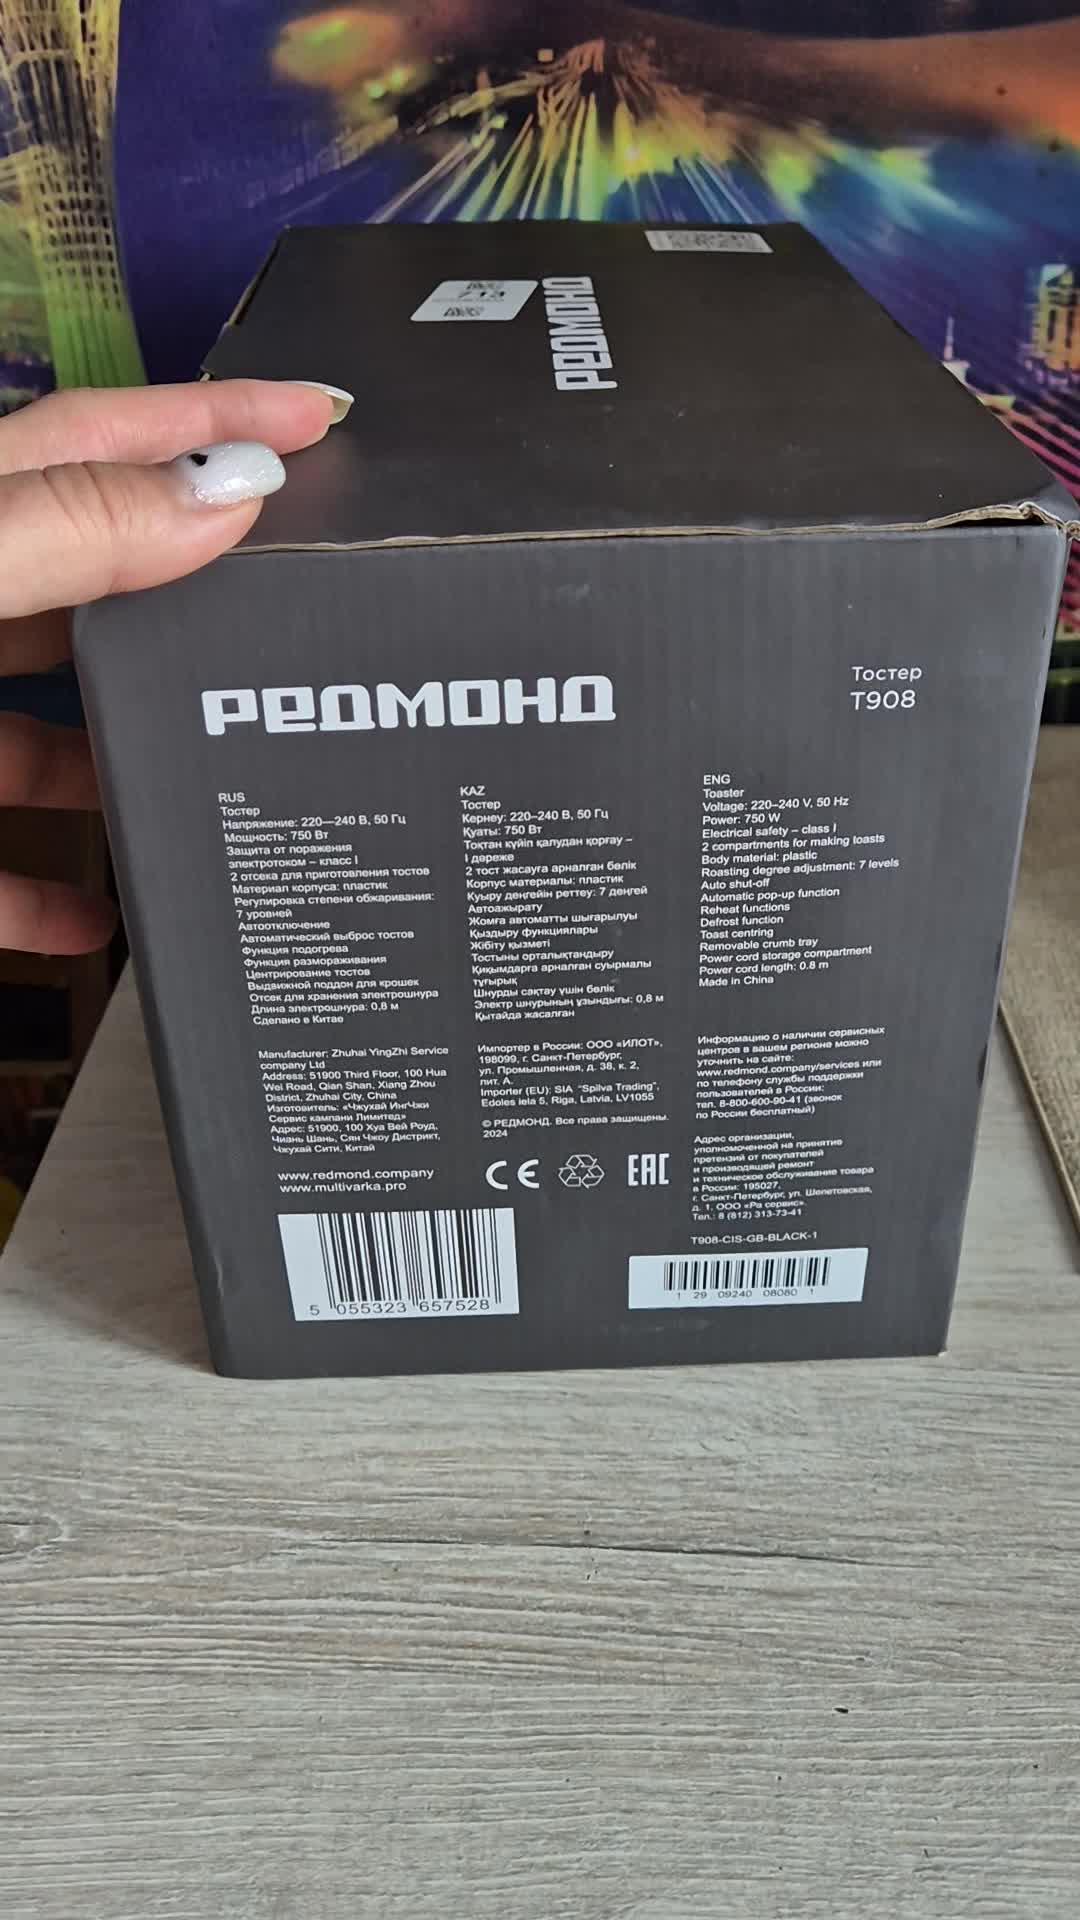 713
РЕДМОНД
РЕДМОНД
Тостер
T908
RUS
Тостер
Напряжение: 220—240 В, 50 Гц
Мощность: 750 Вт
Защита от поражения
электротоком – класс I
2 отсека для приготовления тостов
Материал корпуса: пластик
Регулировка степени обжаривания:
7 уровней
Автоотключение
Автоматический выброс тостов
Функция подогрева
Функция размораживания
Центрирование тостов
Выдвижной поддон для крошек
Отсек для хранения электрошнура
Длина электрошнура: 0,8 м
Сделано в Китае
KAZ
Тостер
Кернеу: 220–240 В, 50 Гц
Қуаты: 750 Вт
Тоқтан күйіп қалудан қорғау –
I дәреже
2 тост жасауға арналған бөлік
Корпус материалы: пластик
Қуыру деңгейін реттеу: 7 деңгей
Автоажырату
Жомға автоматты шығарылуы
Қыздыру функциялары
Жібіту қызметі
Тостыны орталықтандыру
Қиқымдарға арналған суырмалы
тұғырық
Шнурды сақтау үшін бөлік
Электр шнурының ұзындығы: 0,8 м
Қытайда жасалған
ENG
Toaster
Voltage: 220–240 V, 50 Hz
Power: 750 W
Electrical safety – class I
2 compartments for making toasts
Body material: plastic
Roasting degree adjustment: 7 levels
Auto shut-off
Automatic pop-up function
Reheat functions
Defrost function
Toast centring
Removable crumb tray
Power cord storage compartment
Power cord length: 0.8 m
Made in China
Manufacturer: Zhuhai YingZhi Service
company Ltd
Address: 51900 Third Floor, 100 Hua
Wei Road, Qian Shan, Xiang Zhou
District, Zhuhai City, China
Изготовитель: «Чжухай ИнгЧжи
Сервис кампани Лимитед»
Адрес: 51900, 100 Хуа Вей Роуд,
Чиань Шань, Сян Чжоу Дистрикт,
Чжухай Сити, Китай
www.redmond.company
www.multivarka.pro
Импортер в России: ООО «ИЛОТ»,
198099, г. Санкт-Петербург,
ул. Промышленная, д. 38, к. 2,
лит. А.
Importer (EU): SIA "Spilva Trading",
Edoles iela 5, Riga, Latvia, LV1055
© РЕДМОНД. Все права защищены.
2024
CE
EAC
Информацию о наличии сервисных
центров в вашем регионе можно
уточнить на сайте:
www.redmond.company/services или
по телефону службы поддержки
пользователей в России:
тел. 8-800-600-90-41 (звонок
по России бесплатный)
Адрес организации,
уполномоченной на принятие
претензий от покупателей
и производящей ремонт
и техническое обслуживание товара
в России: 195027,
г. Санкт-Петербург, ул. Шепетовская,
д. 1, ООО «Ра сервис».
Тел.: 8 (812) 313-73-41
T908-CIS-GB-BLACK-1
5 055323 657528
1 29 09240 08080 1